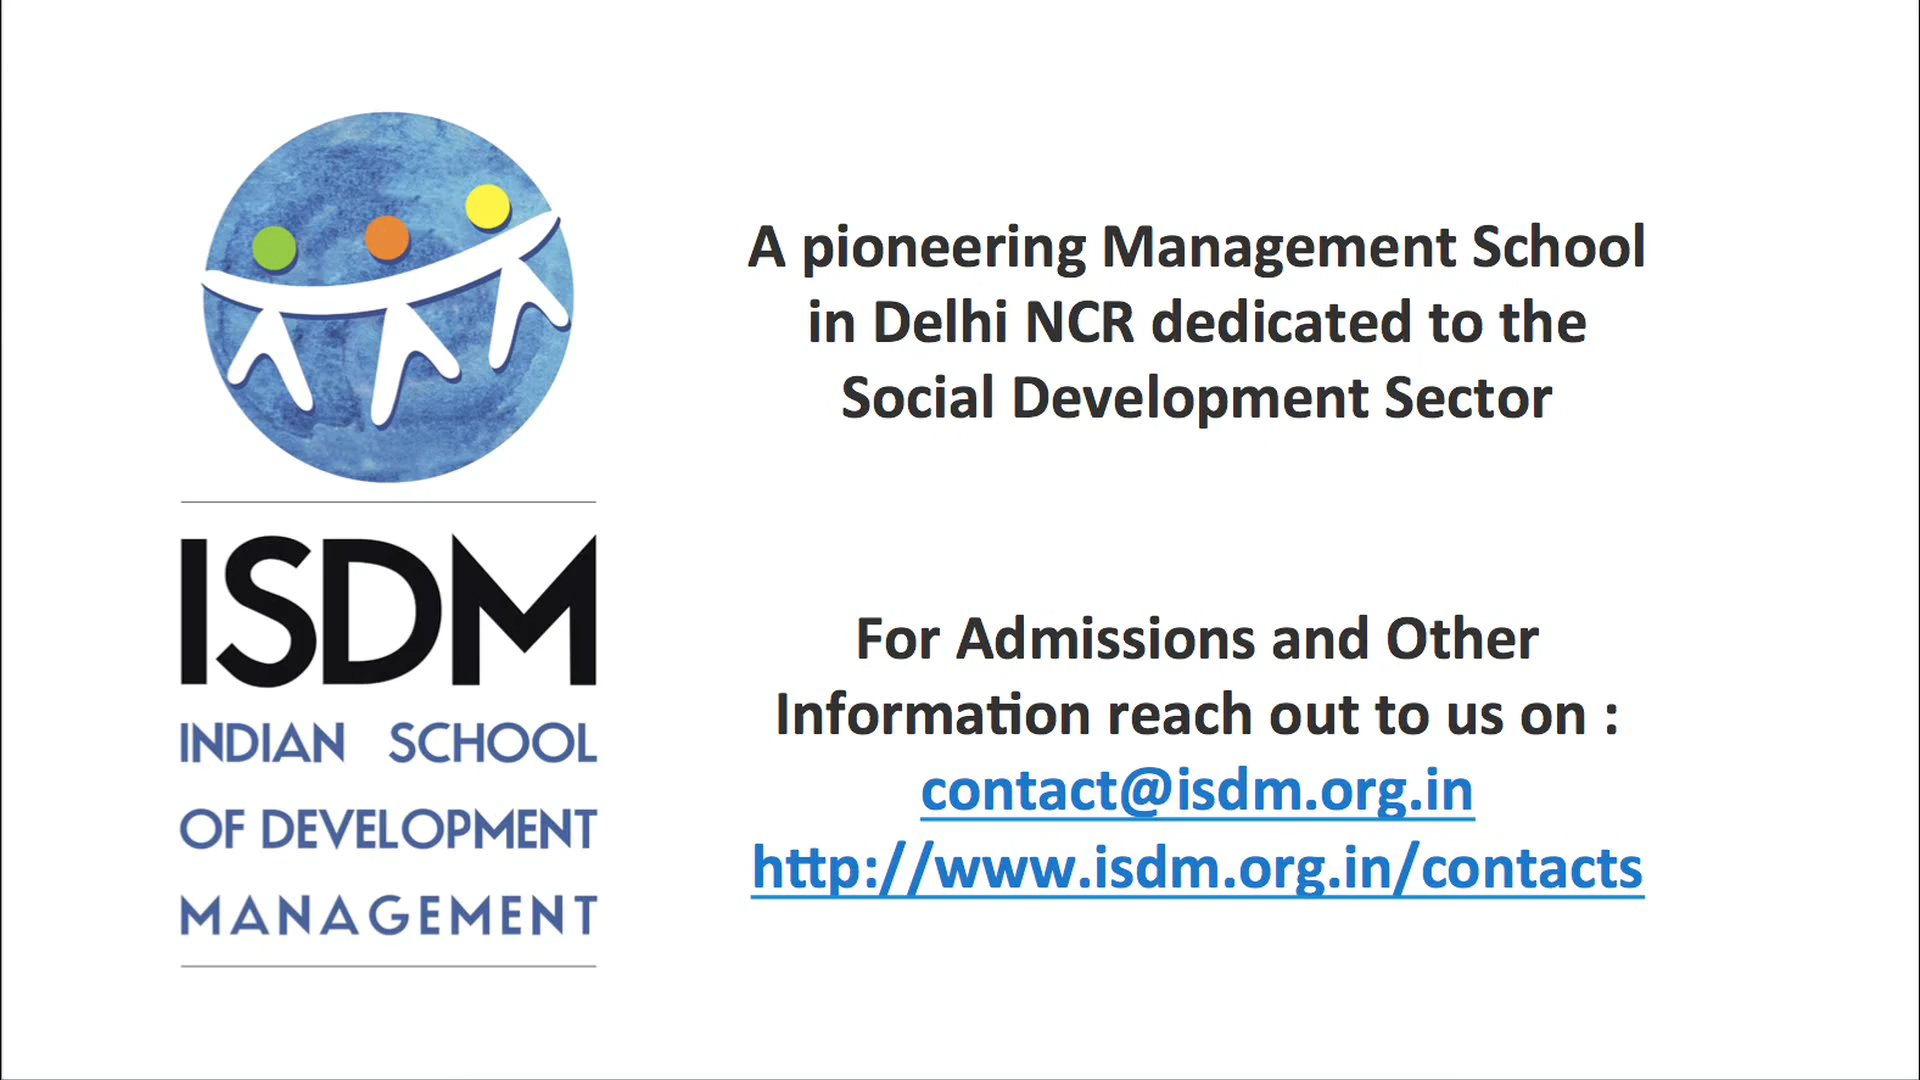 ISDM
INDIAN SCHOOL
OF DEVELOPMENT
MANAGEMENT
A pioneering Management School
in Delhi NCR dedicated to the
Social Development Sector
For Admissions and Other
Information reach out to us on :
contact@isdm.org.in
http://www.isdm.org.in/contacts